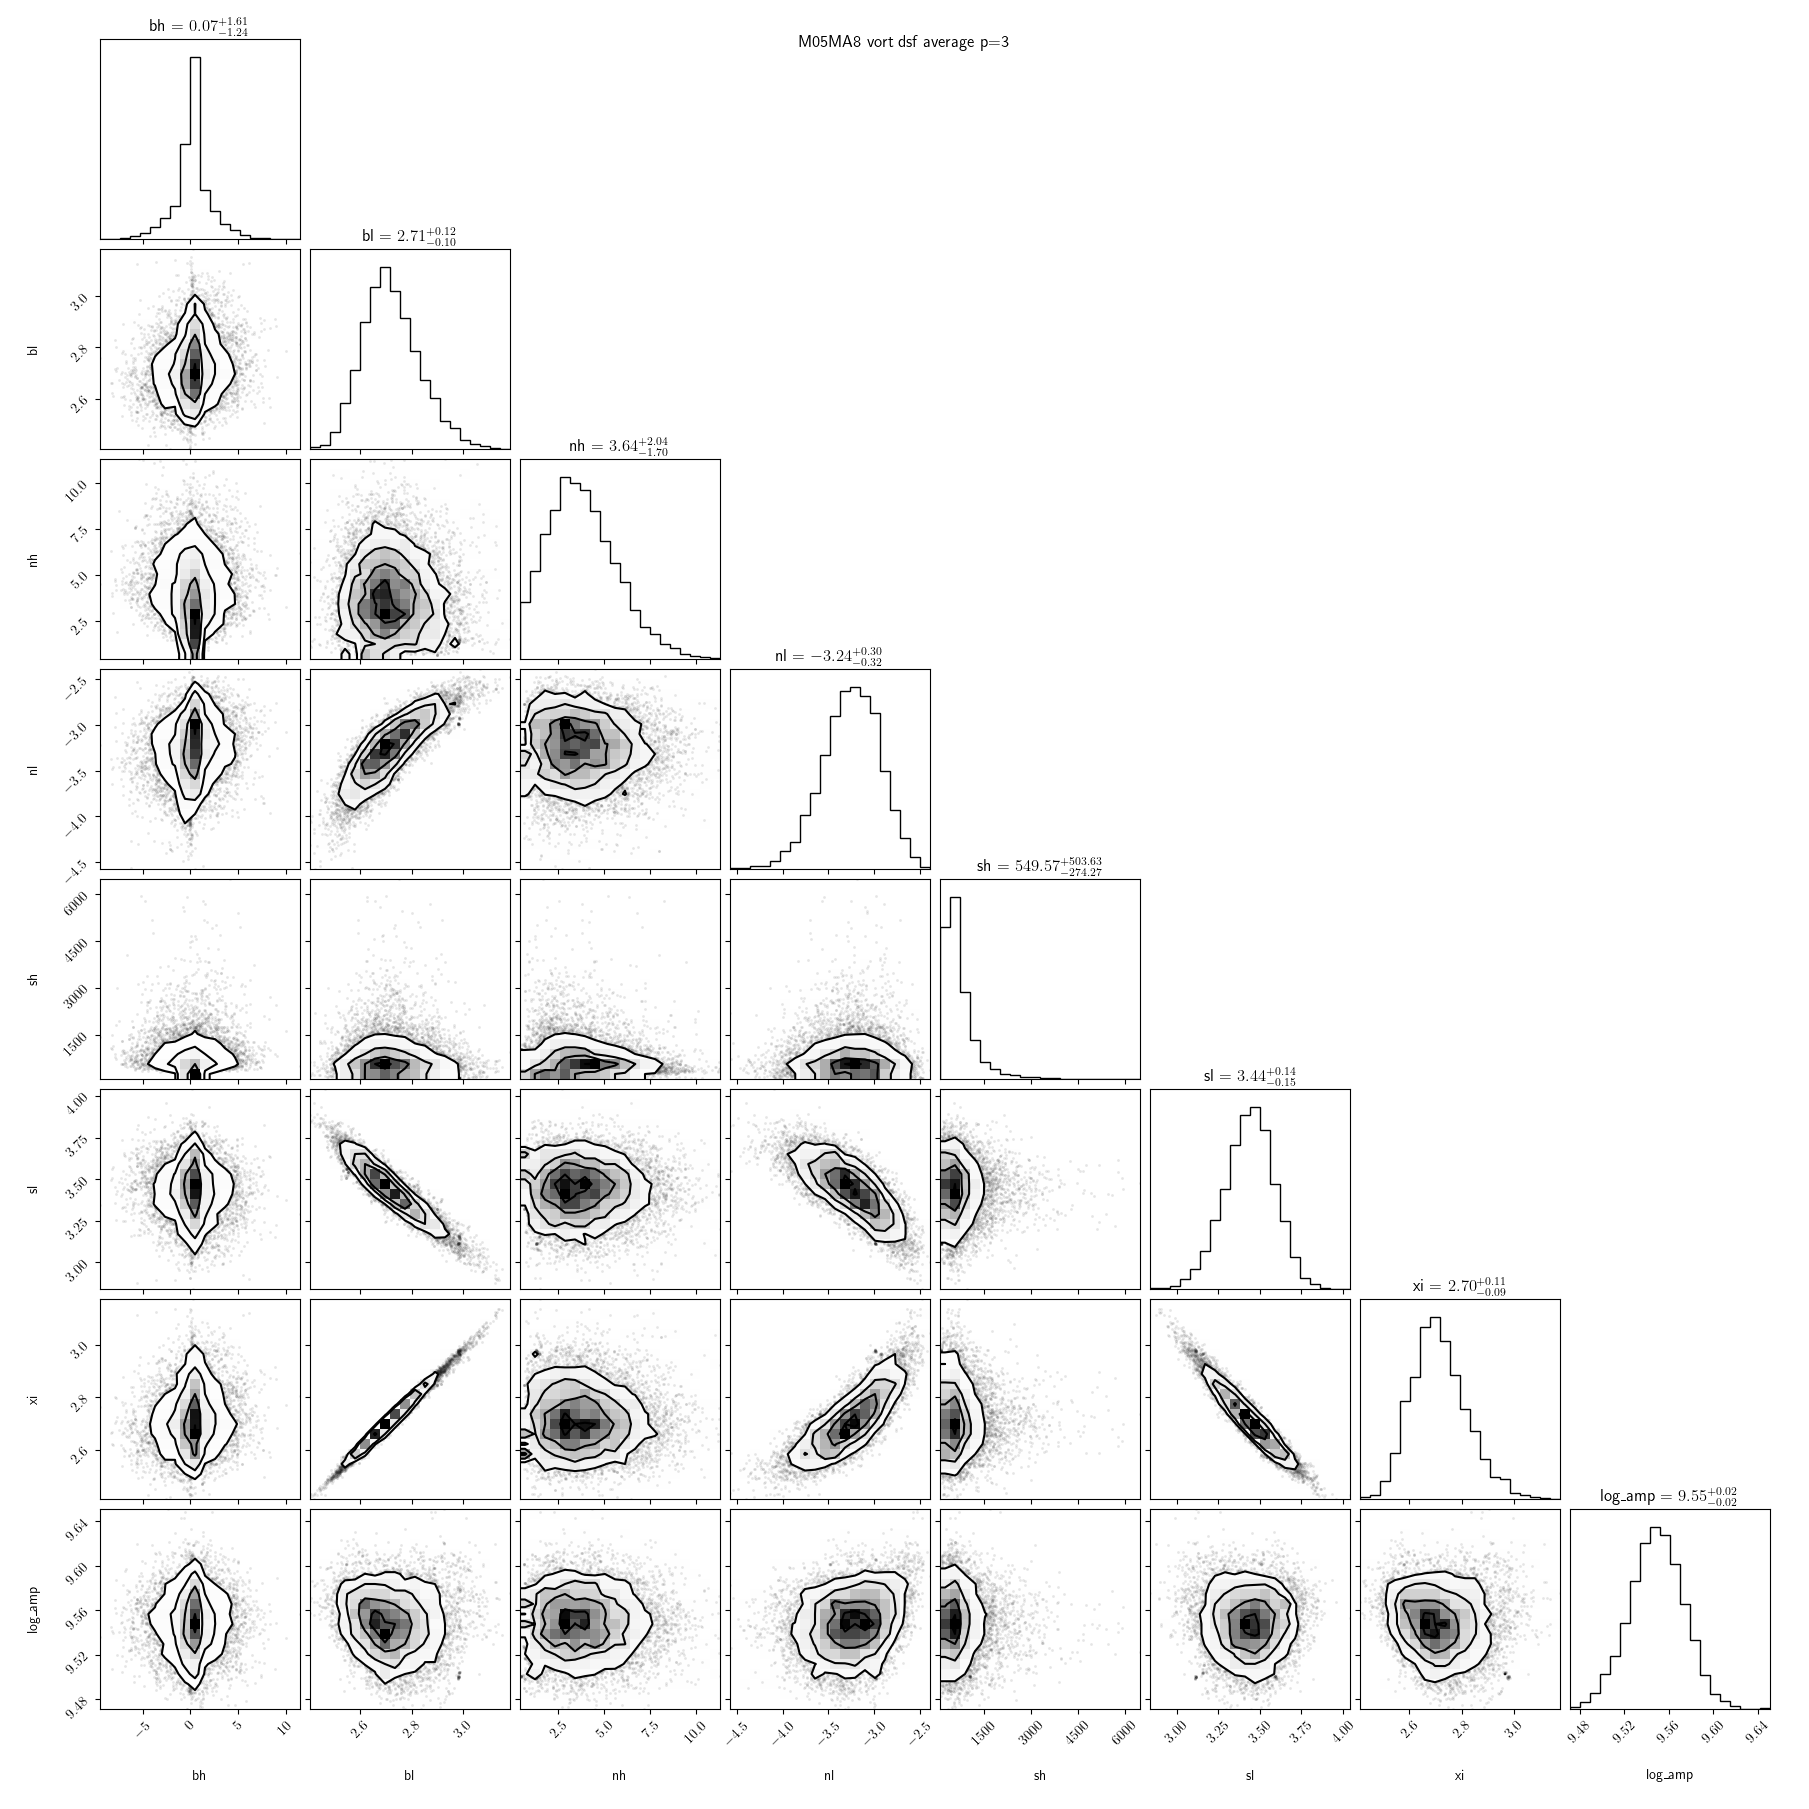 bh = 0.07+1.61−1.24
M05MA8 vort dsf average p=3
bl = 2.71+0.12−0.10
3.0
2.8
2.6
bl
nh = 3.64+2.04−1.70
10.0
7.5
5.0
2.5
nh
nl = −3.24+0.30−0.32
−2.5
−3.0
−3.5
−4.0
−4.5
nl
sh = 549.57+503.63−274.27
6000
4500
3000
1500
sh
sl = 3.44+0.14−0.15
4.00
3.75
3.50
3.25
3.00
sl
xi = 2.70+0.11−0.09
3.0
2.8
2.6
xi
log_amp = 9.55+0.02−0.02
9.64
9.60
9.56
9.52
9.48
log_amp
−5 0 5 10 2.6 2.8 3.0 2.5 5.0 7.5 10.0 −4.5 −4.0 −3.5 −3.0 −2.5 1500 3000 4500 6000 3.00 3.25 3.50 3.75 4.00 2.6 2.8 3.0 9.48 9.52 9.56 9.60 9.64
bh bl nh nl sh sl xi log_amp